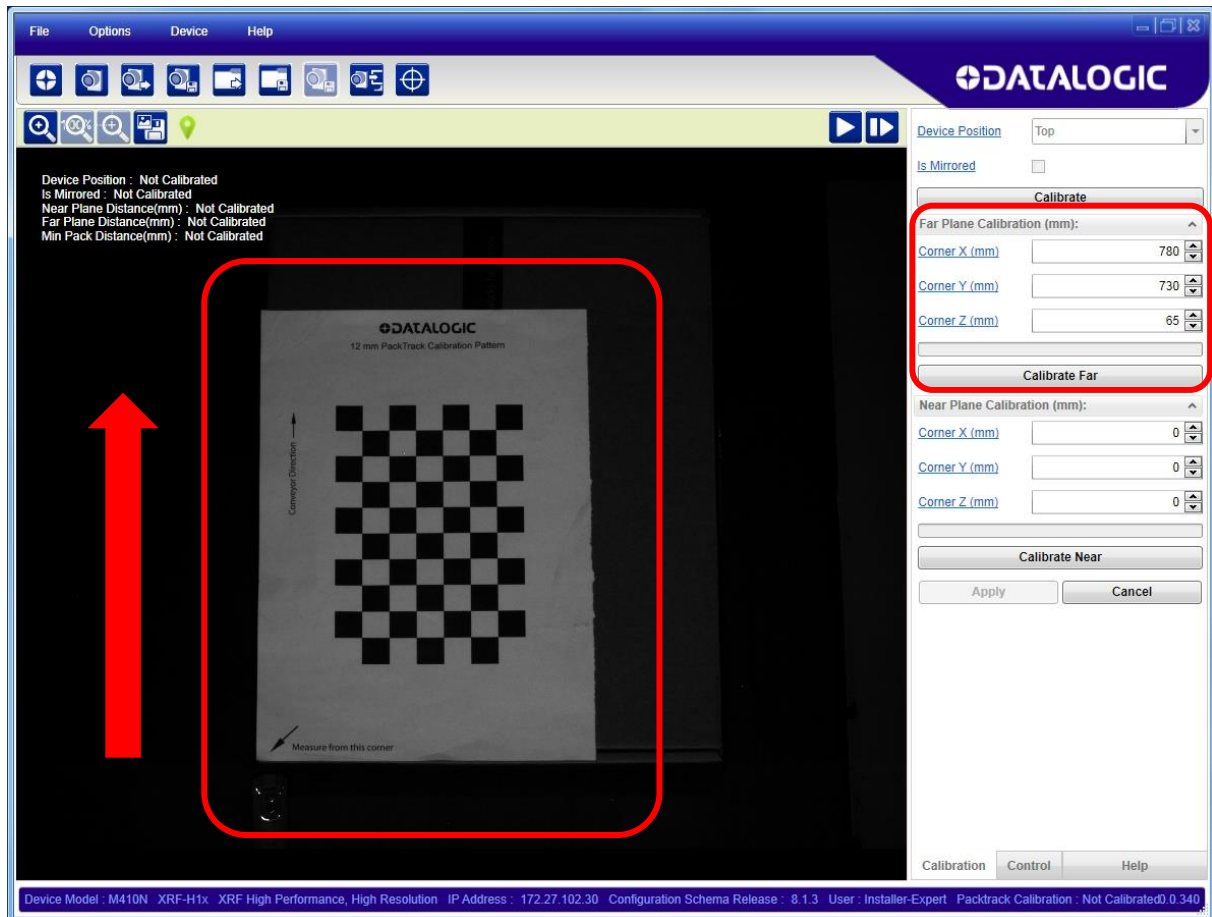 File Options Device Help
DATALOGIC
100%
Device Position : Not Calibrated
Is Mirrored : Not Calibrated
Near Plane Distance(mm) : Not Calibrated
Far Plane Distance(mm) : Not Calibrated
Min Pack Distance(mm) : Not Calibrated
DATALOGIC
12 mm PackTrack Calibration Pattern
Conveyor Direction
Measure from this corner
Device Position Top
Is Mirrored
Calibrate
Far Plane Calibration (mm):
Corner X (mm) 780
Corner Y (mm) 730
Corner Z (mm) 65
Calibrate Far
Near Plane Calibration (mm):
Corner X (mm) 0
Corner Y (mm) 0
Corner Z (mm) 0
Calibrate Near
Apply Cancel
Calibration Control Help
Device Model : M410N XRF-H1x XRF High Performance, High Resolution IP Address : 172.27.102.30 Configuration Schema Release : 8.1.3 User : Installer-Expert Packtrack Calibration : Not Calibrated0.0.340